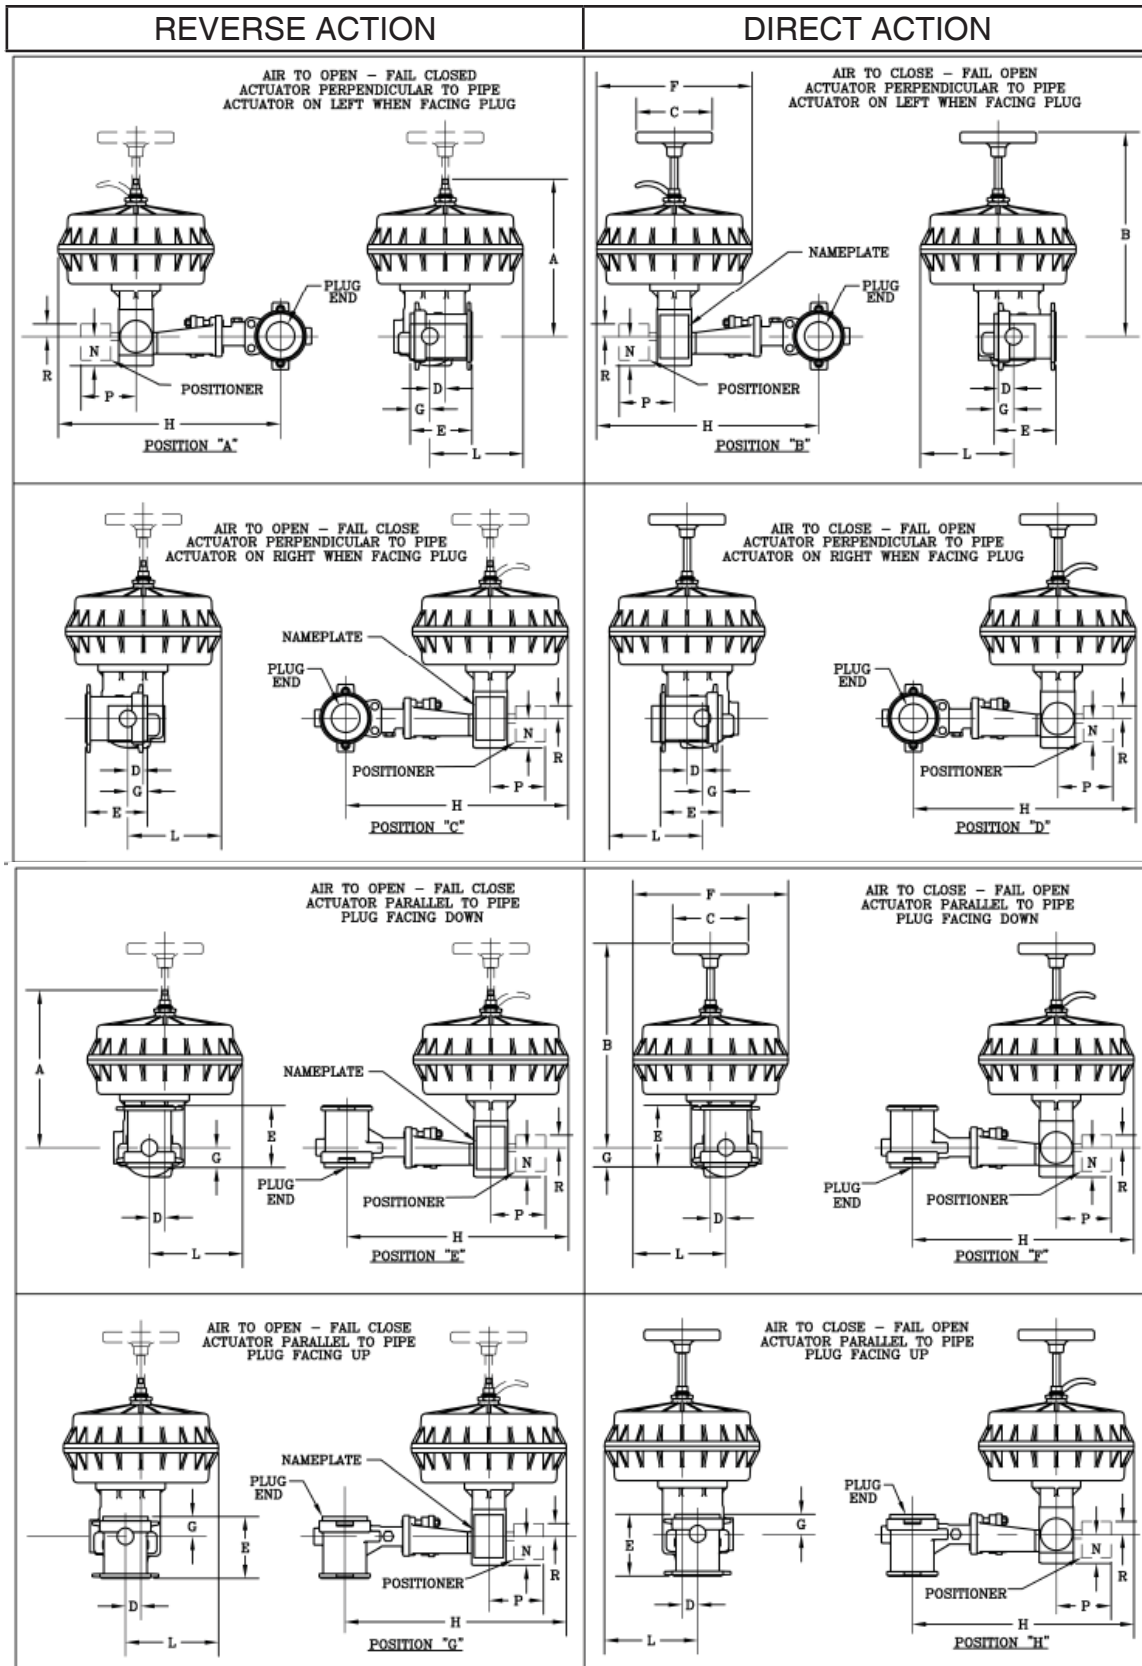 REVERSE ACTION
DIRECT ACTION
AIR TO OPEN – FAIL CLOSED
ACTUATOR PERPENDICULAR TO PIPE
ACTUATOR ON LEFT WHEN FACING PLUG
A
PLUG
END
N
R
P
POSITIONER
H
D
G
E
L
POSITION "A"
AIR TO CLOSE – FAIL OPEN
ACTUATOR PERPENDICULAR TO PIPE
ACTUATOR ON LEFT WHEN FACING PLUG
F
C
B
NAMEPLATE
PLUG
END
N
R
P
POSITIONER
H
D
G
E
L
POSITION "B"
AIR TO OPEN – FAIL CLOSE
ACTUATOR PERPENDICULAR TO PIPE
ACTUATOR ON RIGHT WHEN FACING PLUG
NAMEPLATE
PLUG
END
N
R
POSITIONER
P
D
G
E
H
L
POSITION "C"
AIR TO CLOSE – FAIL OPEN
ACTUATOR PERPENDICULAR TO PIPE
ACTUATOR ON RIGHT WHEN FACING PLUG
PLUG
END
N
R
POSITIONER
P
D
G
E
H
L
POSITION "D"
AIR TO OPEN – FAIL CLOSE
ACTUATOR PARALLEL TO PIPE
PLUG FACING DOWN
A
NAMEPLATE
E
G
N
R
PLUG
END
POSITIONER
P
D
H
L
POSITION "E"
AIR TO CLOSE – FAIL OPEN
ACTUATOR PARALLEL TO PIPE
PLUG FACING DOWN
F
C
B
E
G
N
R
PLUG
END
POSITIONER
P
D
H
L
POSITION "F"
AIR TO OPEN – FAIL CLOSE
ACTUATOR PARALLEL TO PIPE
PLUG FACING UP
NAMEPLATE
PLUG
END
G
E
N
R
POSITIONER
P
D
H
L
POSITION "G"
AIR TO CLOSE – FAIL OPEN
ACTUATOR PARALLEL TO PIPE
PLUG FACING UP
PLUG
END
G
E
N
R
POSITIONER
P
D
H
L
POSITION "H"